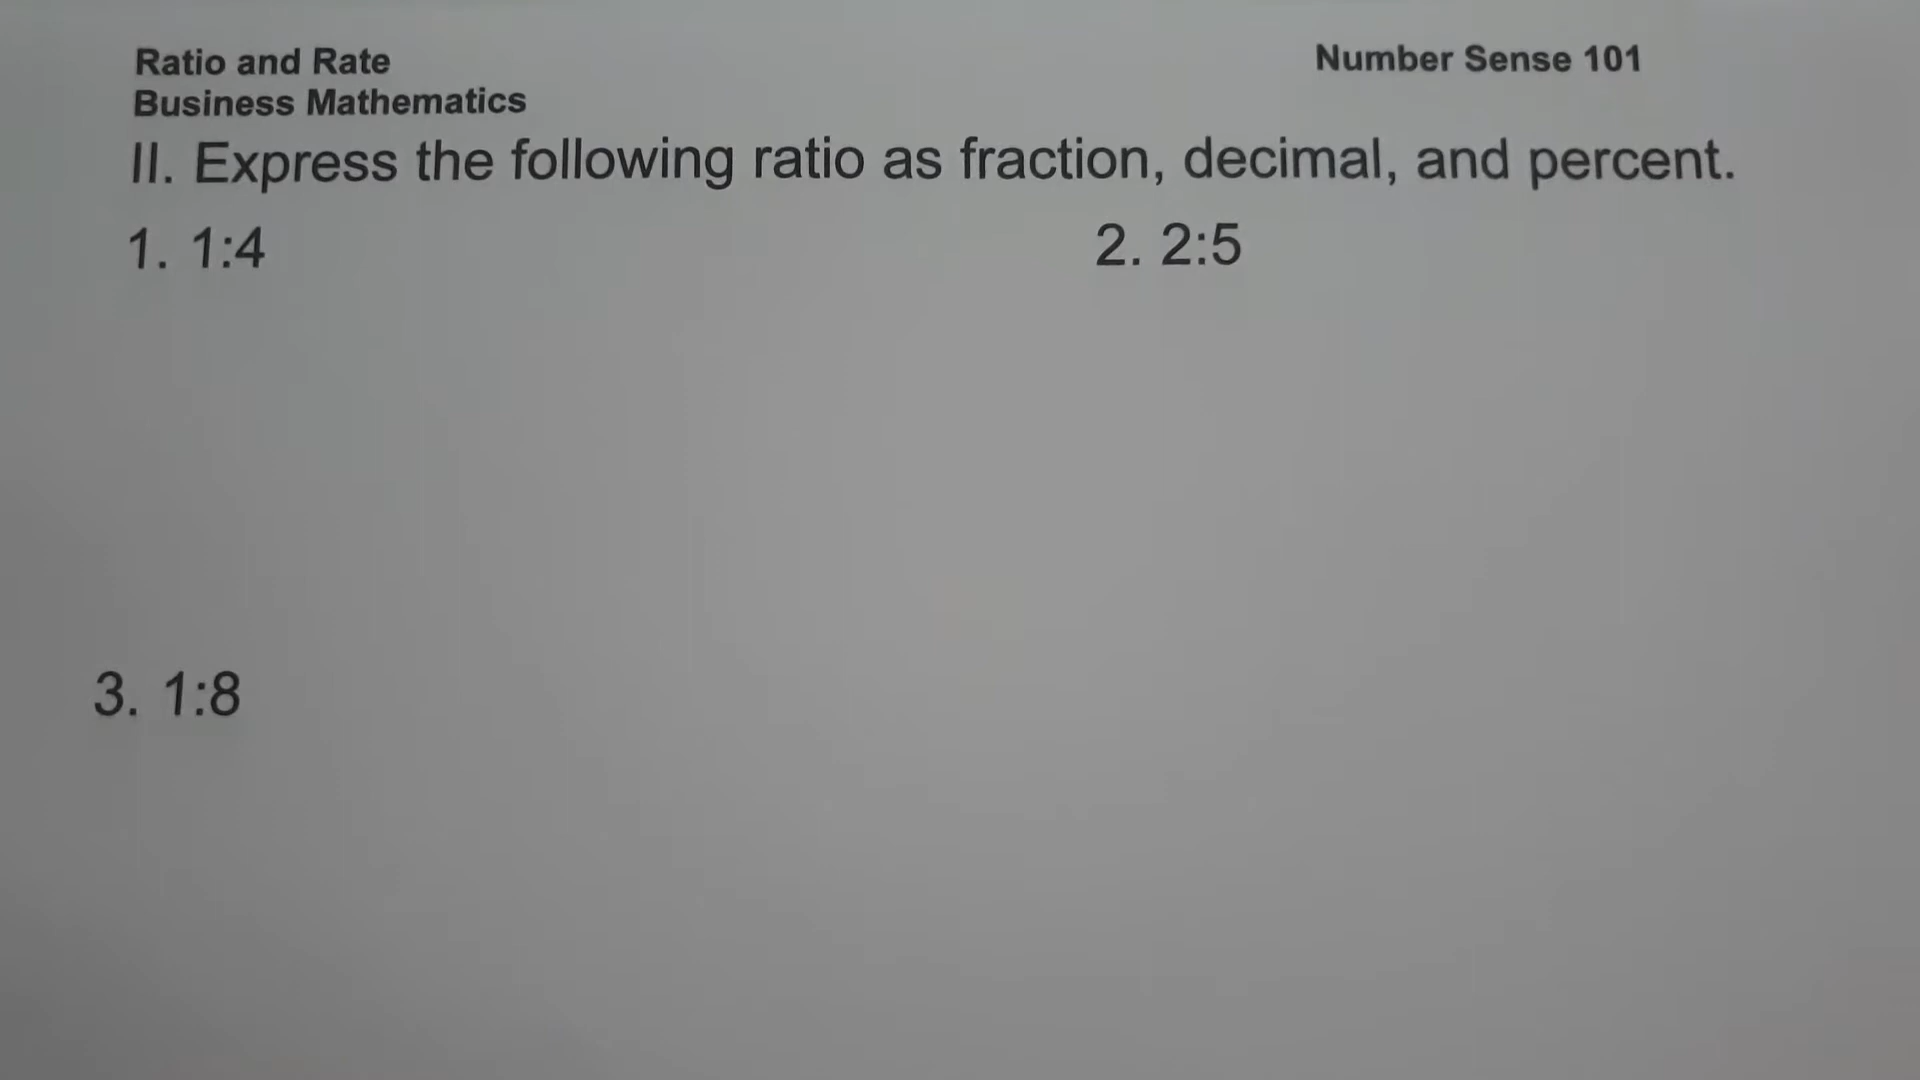 Ratio and Rate
Number Sense 101
Business Mathematics
II. Express the following ratio as fraction, decimal, and percent.
1. 1:4
2. 2:5
3. 1:8